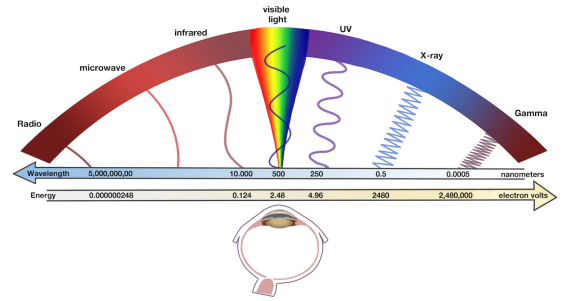 visible
light
infrared
UV
microwave
X-ray
Radio
Gamma
Wavelength 5,000,000,00 10.000 500 250 0.5 0.0005 nanometers
Energy 0.000000248 0.124 2.48 4.96 2480 2,480,000 electron volts